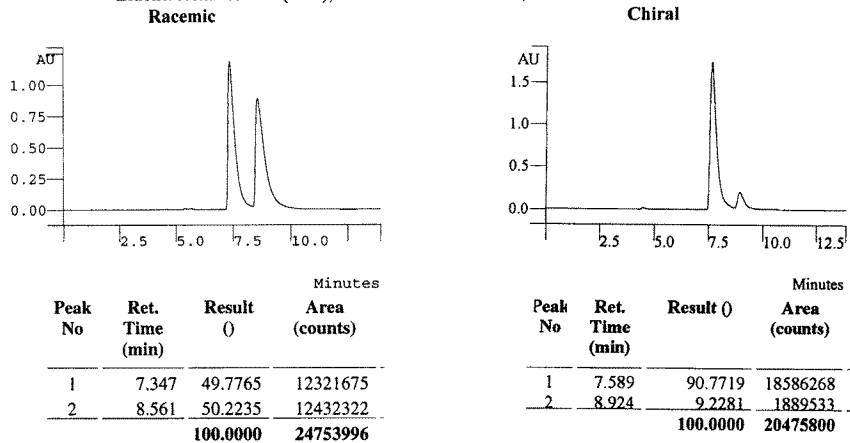 Racemic
AU
1.00
0.75
0.50
0.25
0.00
2.5 5.0 7.5 10.0
Minutes
Peak No Ret. Time (min) Result () Area (counts)
1 7.347 49.7765 12321675
2 8.561 50.2235 12432322
100.0000 24753996
Chiral
AU
1.5
1.0
0.5
0.0
2.5 5.0 7.5 10.0 12.5
Minutes
Peak No Ret. Time (min) Result () Area (counts)
1 7.589 90.7719 18586268
2 8.924 9.2281 1889533
100.0000 20475800